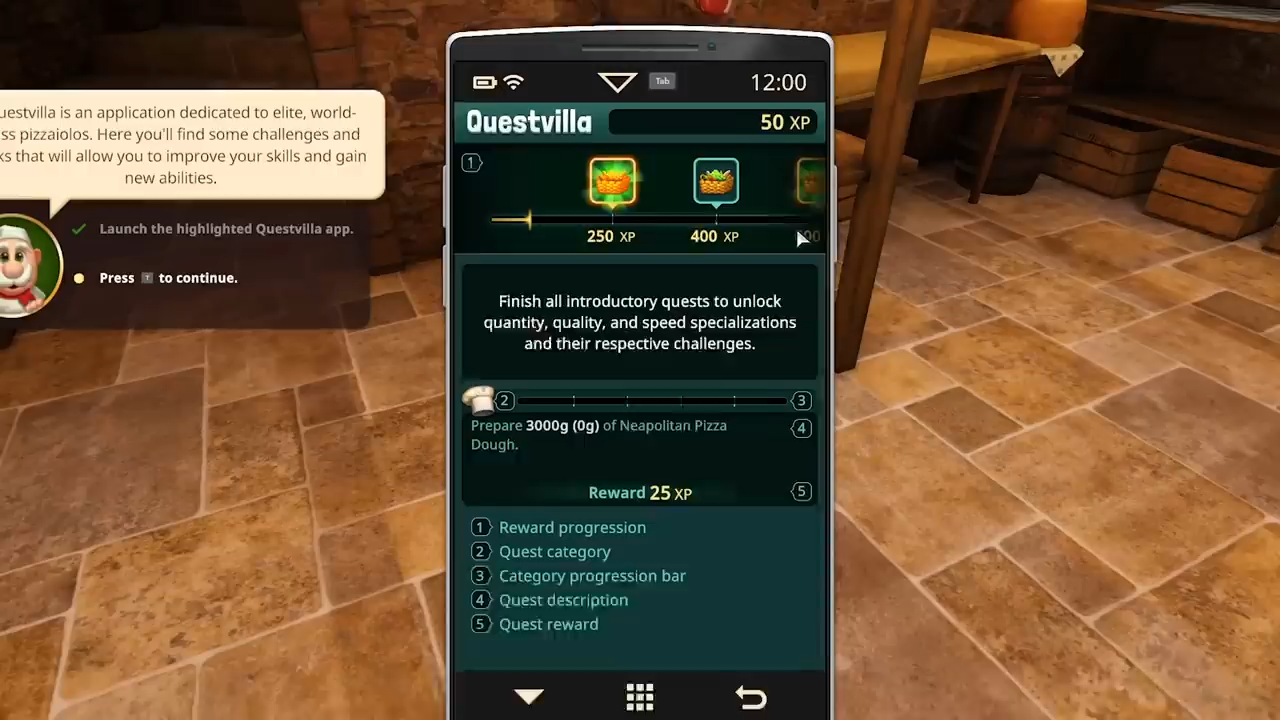 uestvilla is an application dedicated to elite, world-
ss pizzaiolos. Here you'll find some challenges and
ks that will allow you to improve your skills and gain
new abilities.
Launch the highlighted Questvilla app.
Press T to continue.
Tab
12:00
Questvilla
50 XP
1
250 XP
400 XP
00
Finish all introductory quests to unlock
quantity, quality, and speed specializations
and their respective challenges.
2
3
Prepare 3000g (0g) of Neapolitan Pizza
Dough.
4
Reward 25 XP
5
1 Reward progression
2 Quest category
3 Category progression bar
4 Quest description
5 Quest reward